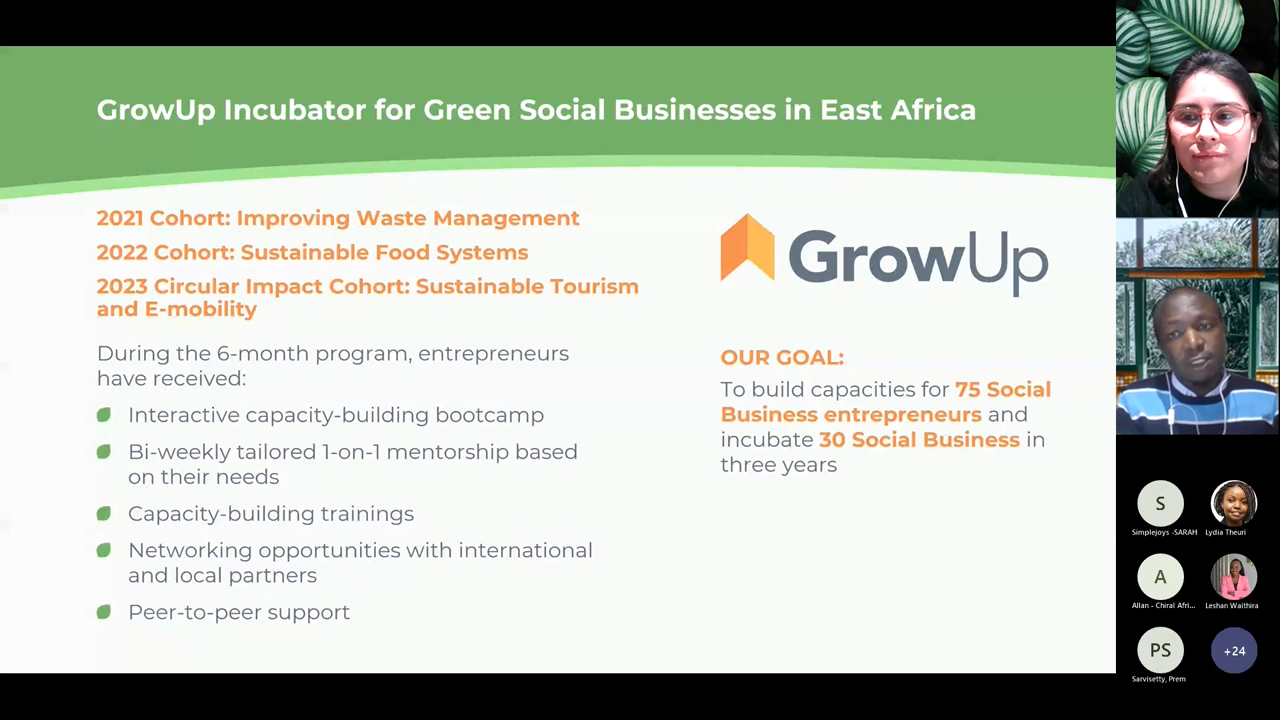 GrowUp Incubator for Green Social Businesses in East Africa
2021 Cohort: Improving Waste Management
2022 Cohort: Sustainable Food Systems
2023 Circular Impact Cohort: Sustainable Tourism
and E-mobility
During the 6-month program, entrepreneurs
have received:
Interactive capacity-building bootcamp
Bi-weekly tailored 1-on-1 mentorship based
on their needs
Capacity-building trainings
Networking opportunities with international
and local partners
Peer-to-peer support
GrowUp
OUR GOAL:
To build capacities for 75 Social
Business entrepreneurs and
incubate 30 Social Business in
three years
S
Simplejoys -SARAH
Lydia Theuri
A
Allan - Chiral Afri...
Leshan Waithira
PS
Sarvisetty, Prem
+24